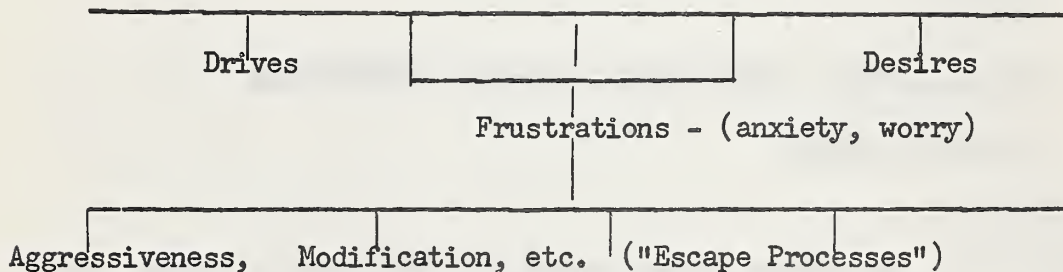 Drives Desires
Frustrations - (anxiety, worry)
Aggressiveness, Modification, etc. ("Escape Processes")